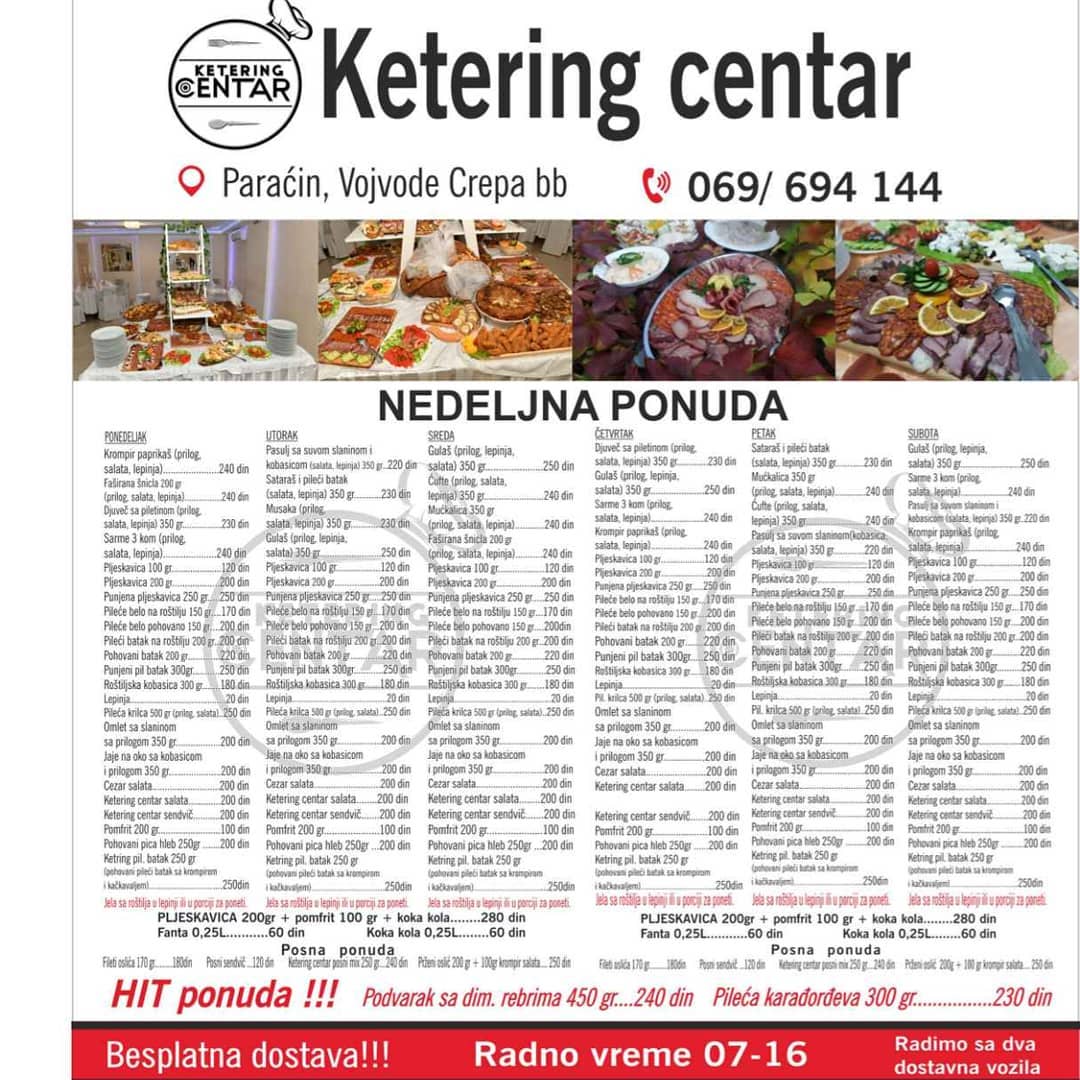 KETERING
CENTAR
Ketering centar
Paraćin, Vojvode Crepa bb
069/ 694 144
NEDELJNA PONUDA
PONEDELJAK
Krompir paprikaš (prilog,
salata, lepinja)....................240 din
Faširana šnicla 200 gr
(prilog, salata, lepinja)............240 din
Djuveč sa piletinom (prilog,
salata, lepinja) 350 gr.............230 din
Sarme 3 kom (prilog,
salata, lepinja)....................240 din
Pljeskavica 100 gr..................120 din
Pljeskavica 200 gr..................200 din
Punjena pljeskavica 250 gr....250 din
Pileće belo na roštilju 150 gr...170 din
Pileće belo pohovano 150 gr...200 din
Pileći batak na roštilju 200 gr..200 din
Pohovani batak 200 gr............220 din
Punjeni pil batak 300gr..........250 din
Roštiljska kobasica 300 gr......180 din
Lepinja................................20 din
Pileća krilca 500 gr (prilog, salata)..250 din
Omlet sa slaninom
sa prilogom 350 gr................200 din
Jaje na oko sa kobasicom
i prilogom 350 gr..................200 din
Cezar salata........................200 din
Ketering centar salata..........200 din
Ketering centar sendvič.......200 din
Pomfrit 200 gr......................100 din
Pohovani pica hleb 250gr .....200 din
Ketring pil. batak 250 gr
(pohovani pileći batak sa krompirom
i kačkavaljem)......................250din
Jela sa roštilja u lepinji ili u porciji za poneti.
UTORAK
Pasulj sa suvom slaninom i
kobasicom (salata, lepinja) 350 gr..220 din
Sataraš i pileći batak
(salata, lepinja) 350 gr........230 din
Musaka (prilog,
salata, lepinja) 350 gr.........230 din
Gulaš (prilog, lepinja,
salata) 350 gr.....................250 din
Pljeskavica 100 gr..................120 din
Pljeskavica 200 gr..................200 din
Punjena pljeskavica 250 gr....250 din
Pileće belo na roštilju 150 gr...170 din
Pileće belo pohovano 150 gr...200 din
Pileći batak na roštilju 200 gr..200 din
Pohovani batak 200 gr............220 din
Punjeni pil batak 300gr..........250 din
Roštiljska kobasica 300 gr......180 din
Lepinja................................20 din
Pileća krilca 500 gr (prilog, salata)..250 din
Omlet sa slaninom
sa prilogom 350 gr................200 din
Jaje na oko sa kobasicom
i prilogom 350 gr..................200 din
Cezar salata........................200 din
Ketering centar salata..........200 din
Ketering centar sendvič.......200 din
Pomfrit 200 gr......................100 din
Pohovani pica hleb 250gr ...200 din
Ketring pil. batak 250 gr
(pohovani pileći batak sa krompirom
i kačkavaljem)......................250din
Jela sa roštilja u lepinji ili u porciji za poneti.
SREDA
Gulaš (prilog, lepinja,
salata) 350 gr.....................250 din
Ćufte (prilog, salata,
lepinja) 350 gr....................240 din
Mućkalica 350 gr
(prilog, salata, lepinja).........240 din
Faširana šnicla 200 gr
(prilog, salata, lepinja).........240 din
Pljeskavica 100 gr..................120 din
Pljeskavica 200 gr..................200 din
Punjena pljeskavica 250 gr....250 din
Pileće belo na roštilju 150 gr...170 din
Pileće belo pohovano 150 gr...200din
Pileći batak na roštilju 200 gr..200 din
Pohovani batak 200 gr............220 din
Punjeni pil batak 300gr..........250 din
Roštiljska kobasica 300 gr......180 din
Lepinja................................20 din
Pileća krilca 500 gr (prilog, salata)..250 din
Omlet sa slaninom
sa prilogom 350 gr................200 din
Jaje na oko sa kobasicom
i prilogom 350 gr..................200 din
Cezar salata........................200 din
Ketering centar salata..........200 din
Ketering centar sendvič.......200 din
Pomfrit 200 gr......................100 din
Pohovani pica hleb 250gr ...200 din
Ketring pil. batak 250 gr
(pohovani pileći batak sa krompirom
i kačkavaljem)......................250din
Jela sa roštilja u lepinji ili u porciji za poneti.
PLJESKAVICA 200gr + pomfrit 100 gr + koka kola........280 din
Fanta 0,25L..........60 din Koka kola 0,25L.......60 din
Posna ponuda
Fileti oslića 170 gr..........180din Posni sendvič ..120 din Ketering centar posni mix 250 gr..240 din Prženi oslić 200 gr + 100gr krompir salata... 250 din
ČETVRTAK
Djuveč sa piletinom (prilog,
salata, lepinja) 350 gr.........230 din
Gulaš (prilog, lepinja,
salata) 350 gr.....................250 din
Sarme 3 kom (prilog,
salata, lepinja)....................240 din
Krompir paprikaš (prilog,
salata, lepinja)....................240 din
Pljeskavica 200 gr..................200 din
Punjena pljeskavica 250 gr....250 din
Pileće belo na roštilju 150 gr...170 din
Pileće belo pohovano 150 gr...200 din
Pileći batak na roštilju 200 gr..200 din
Pohovani batak 200 gr............220 din
Punjeni pil batak 300gr..........250 din
Roštiljska kobasica 300 gr......180 din
Lepinja................................20 din
Pil. krilca 500 gr (prilog, salata)..250 din
Omlet sa slaninom
sa prilogom 350 gr................200 din
Jaje na oko sa kobasicom
i prilogom 350 gr..................200 din
Cezar salata........................200 din
Ketering centar salata..........200 din
Ketering centar sendvič.......200 din
Pomfrit 200 gr......................100 din
Pohovani pica hleb 250gr ...200 din
Ketring pil. batak 250 gr
(pohovani pileći batak sa krompirom
i kačkavaljem)......................250din
Jela sa roštilja u lepinji ili u porciji za poneti.
PETAK
Sataraš i pileći batak
(salata, lepinja) 350 gr........230 din
Mućkalica 350 gr
(prilog, salata, lepinja).........240 din
Ćufte (prilog, salata,
lepinja) 350 gr....................240 din
Pasulj sa suvom slaninom(kobasica,
salata, lepinja) 350 gr.........220 din
Pljeskavica 100 gr..................120 din
Pljeskavica 200 gr..................200 din
Punjena pljeskavica 250 gr....250 din
Pileće belo na roštilju 150 gr...170 din
Pileće belo pohovano 150 gr...200 din
Pileći batak na roštilju 200 gr..200 din
Pohovani batak 200 gr............220 din
Punjeni pil batak 300gr..........250 din
Roštiljska kobasica 300 gr......180 din
Lepinja................................20 din
Pil. krilca 500 gr (prilog, salata)..250 din
Omlet sa slaninom
sa prilogom 350 gr................200 din
Jaje na oko sa kobasicom
i prilogom 350 gr..................200 din
Cezar salata........................200 din
Ketering centar salata..........200 din
Ketering centar sendvič.......200 din
Pomfrit 200 gr......................100 din
Pohovani pica hleb 250gr ...200 din
Ketring pil. batak 250 gr
(pohovani pileći batak sa krompirom
i kačkavaljem)......................250din
Jela sa roštilja u lepinji ili u porciji za poneti.
SUBOTA
Gulaš (prilog, lepinja,
salata) 350 gr.....................250 din
Sarme 3 kom (prilog,
salata, lepinja)....................240 din
Pasulj sa suvom slaninom i
kobasicom (salata, lepinja) 350 gr..220 din
Krompir paprikaš (prilog,
salata, lepinja)....................240 din
Pljeskavica 100 gr..................120 din
Pljeskavica 200 gr..................200 din
Punjena pljeskavica 250 gr....250 din
Pileće belo na roštilju 150 gr...170 din
Pileće belo pohovano 150 gr...200 din
Pileći batak na roštilju 200 gr..200 din
Pohovani batak 200 gr............220 din
Punjeni pil batak 300gr..........250 din
Roštiljska kobasica 300 gr......180 din
Lepinja................................20 din
Pileća krilca 500 gr (prilog, salata)..250 din
Omlet sa slaninom
sa prilogom 350 gr................200 din
Jaje na oko sa kobasicom
i prilogom 350 gr..................200 din
Cezar salata........................200 din
Ketering centar salata..........200 din
Ketering centar sendvič.......200 din
Pomfrit 200 gr......................100 din
Pohovani pica hleb 250gr ...200 din
Ketring pil. batak 250 gr
(pohovani pileći batak sa krompirom
i kačkavaljem)......................250din
Jela sa roštilja u lepinji ili u porciji za poneti.
PLJESKAVICA 200gr + pomfrit 100 gr + koka kola........280 din
Fanta 0,25L..........60 din Koka kola 0,25L.......60 din
Posna ponuda
Fileti oslića 170 gr..........180din Posni sendvič ..120 din Ketering centar posni mix 250 gr...240 din Prženi oslić 200g + 100 gr krompir salata... 250 din
HIT ponuda !!! Podvarak sa dim. rebrima 450 gr....240 din Pileća karađorđeva 300 gr...............230 din
Besplatna dostava!!!
Radno vreme 07-16
Radimo sa dva
dostavna vozila